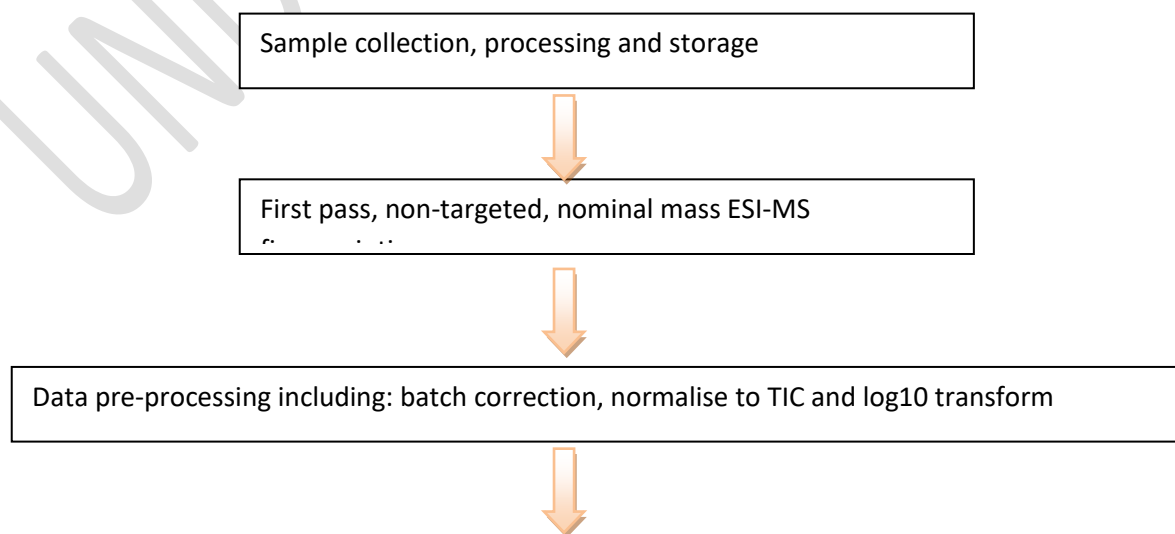 Sample collection, processing and storage
First pass, non-targeted, nominal mass ESI-MS
Data pre-processing including: batch correction, normalise to TIC and log10 transform